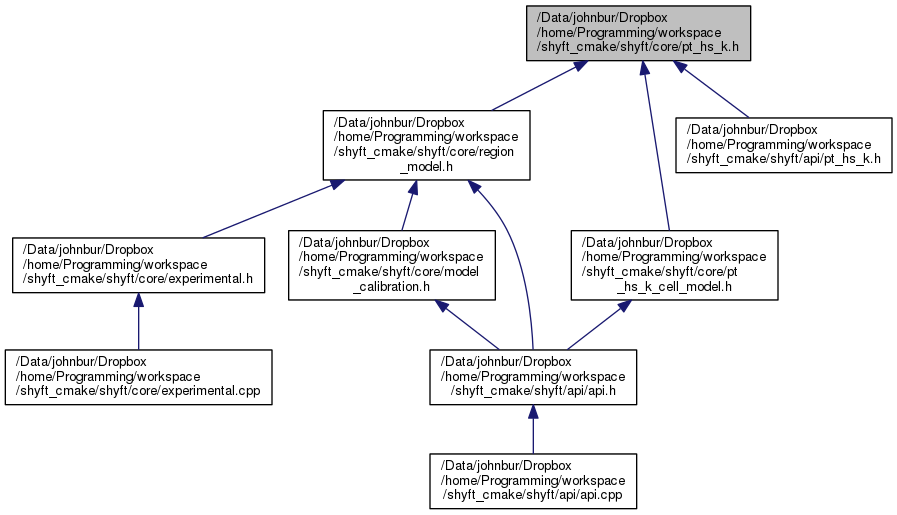 /Data/johnbur/Dropbox
/home/Programming/workspace
/shyft_cmake/shyft/core/pt_hs_k.h
/Data/johnbur/Dropbox
/home/Programming/workspace
/shyft_cmake/shyft/core/region
_model.h
/Data/johnbur/Dropbox
/home/Programming/workspace
/shyft_cmake/shyft/api/pt_hs_k.h
/Data/johnbur/Dropbox
/home/Programming/workspace
/shyft_cmake/shyft/core/experimental.h
/Data/johnbur/Dropbox
/home/Programming/workspace
/shyft_cmake/shyft/core/model
_calibration.h
/Data/johnbur/Dropbox
/home/Programming/workspace
/shyft_cmake/shyft/core/pt
_hs_k_cell_model.h
/Data/johnbur/Dropbox
/home/Programming/workspace
/shyft_cmake/shyft/core/experimental.cpp
/Data/johnbur/Dropbox
/home/Programming/workspace
/shyft_cmake/shyft/api/api.h
/Data/johnbur/Dropbox
/home/Programming/workspace
/shyft_cmake/shyft/api/api.cpp